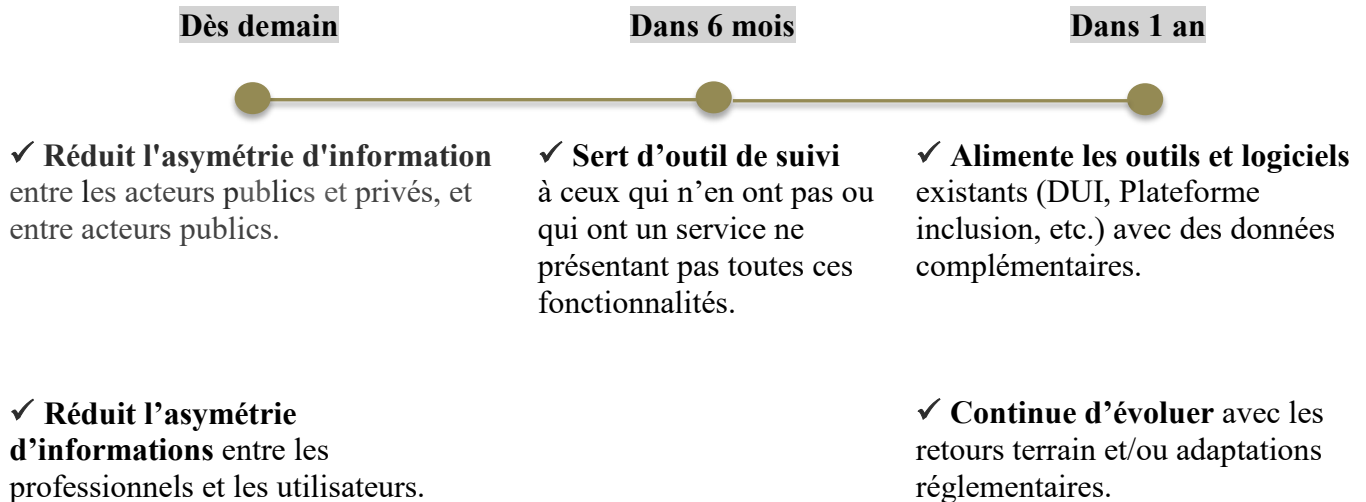 Dès demain
Dans 6 mois
Dans 1 an
✓ Réduit l'asymétrie d'information
entre les acteurs publics et privés, et
entre acteurs publics.
✓ Sert d’outil de suivi
à ceux qui n’en ont pas ou
qui ont un service ne
présentant pas toutes ces
fonctionnalités.
✓ Alimente les outils et logiciels
existants (DUI, Plateforme
inclusion, etc.) avec des données
complémentaires.
✓ Réduit l’asymétrie
d’informations entre les
professionnels et les utilisateurs.
✓ Continue d’évoluer avec les
retours terrain et/ou adaptations
réglementaires.